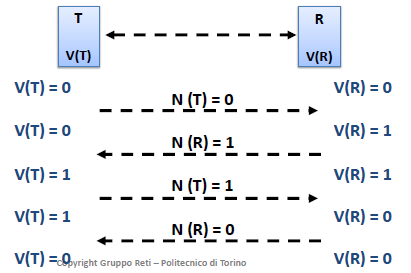 T R
V(T) V(R)
V(T) = 0 V(R) = 0
N (T) = 0
V(T) = 0 V(R) = 1
N (R) = 1
V(T) = 1 V(R) = 1
N (T) = 1
V(T) = 1 V(R) = 0
N (R) = 0
V(T) = 0 V(R) = 0
Copyright Gruppo Reti – Politecnico di Torino